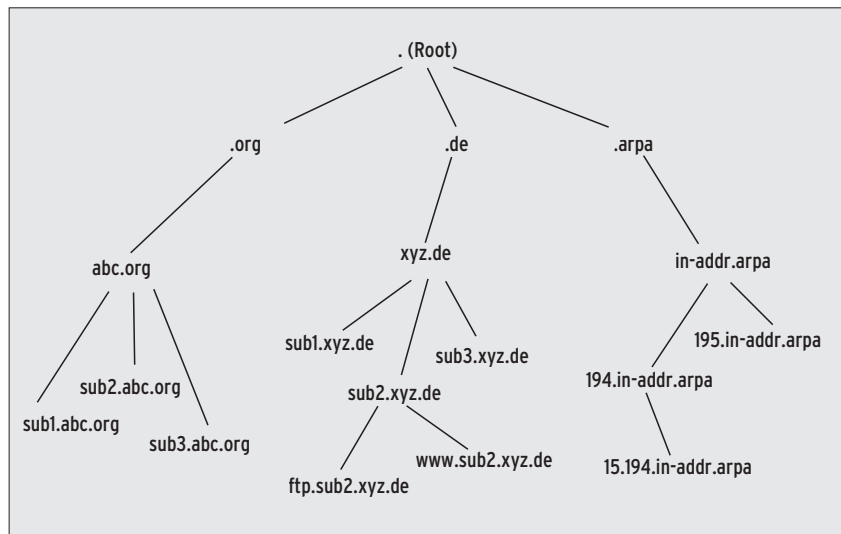 . (Root)
.org
.de
.arpa
abc.org
xyz.de
in-addr.arpa
sub1.xyz.de
sub3.xyz.de
195.in-addr.arpa
sub2.abc.org
sub2.xyz.de
194.in-addr.arpa
sub1.abc.org
sub3.abc.org
www.sub2.xyz.de
15.194.in-addr.arpa
ftp.sub2.xyz.de